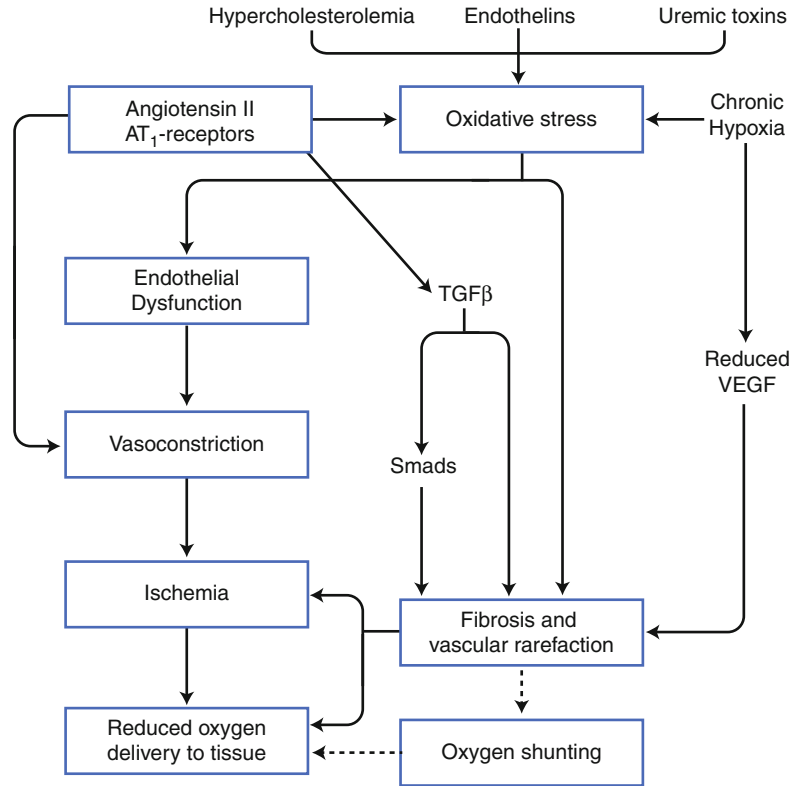 Hypercholesterolemia
Endothelins
Uremic toxins
Angiotensin II
AT₁-receptors
Oxidative stress
Chronic
Hypoxia
Endothelial
Dysfunction
TGFβ
Reduced
VEGF
Vasoconstriction
Smads
Ischemia
Fibrosis and
vascular rarefaction
Reduced oxygen
delivery to tissue
Oxygen shunting